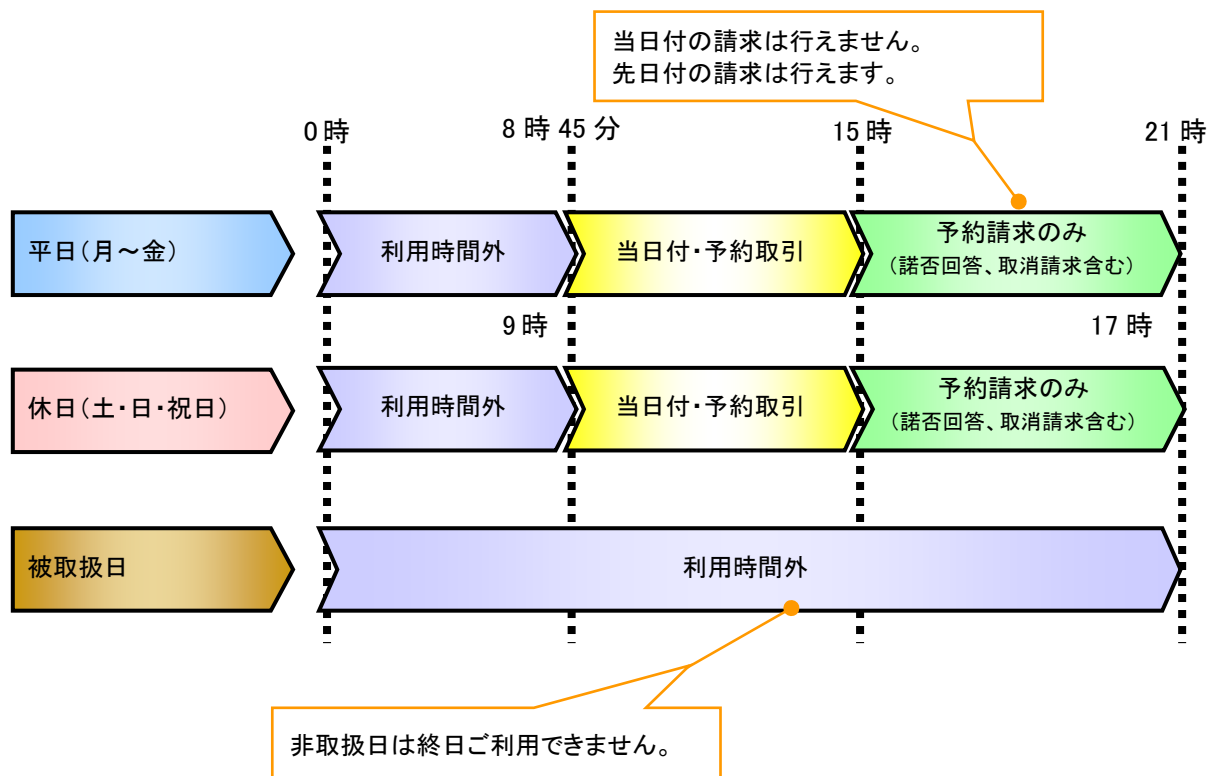 当日付の請求は行えません。
先日付の請求は行えます。
0時 8時45分 15時 21時
平日（月～金） 利用時間外 当日付・予約取引 予約請求のみ
（諾否回答、取消請求含む）
9時 17時
休日（土・日・祝日） 利用時間外 当日付・予約取引 予約請求のみ
（諾否回答、取消請求含む）
被取扱日 利用時間外
非取扱日は終日ご利用できません。